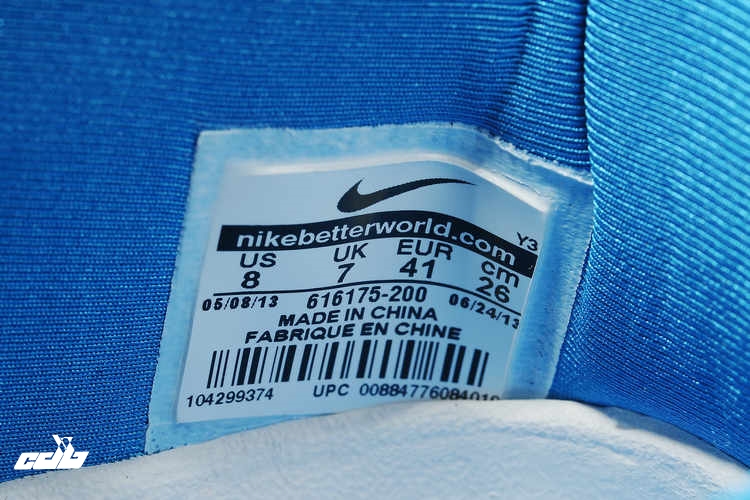 nikebetterworld.com
Y3
US UK EUR cm
8 7 41 26
05/08/13 616175-200 06/24/13
MADE IN CHINA
FABRIQUE EN CHINE
104299374 UPC 00884776084019
cdb